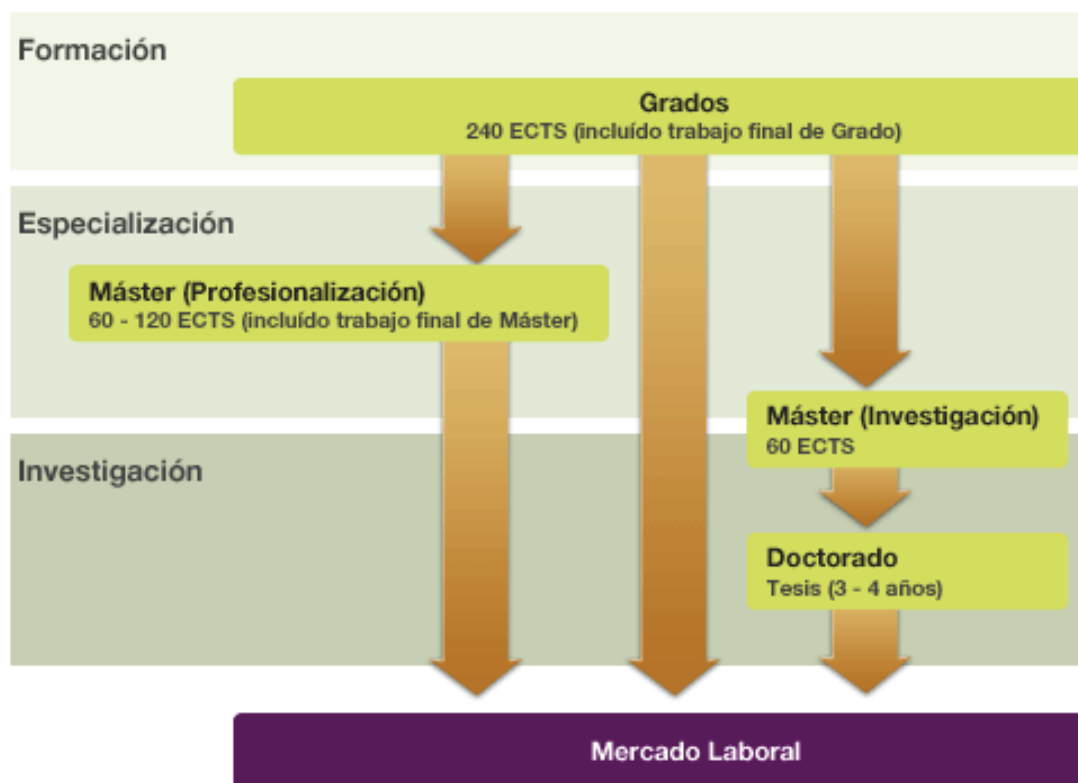 Formación
Grados
240 ECTS (incluído trabajo final de Grado)
Especialización
Máster (Profesionalización)
60 - 120 ECTS (incluído trabajo final de Máster)
Máster (Investigación)
60 ECTS
Investigación
Doctorado
Tesis (3 - 4 años)
Mercado Laboral